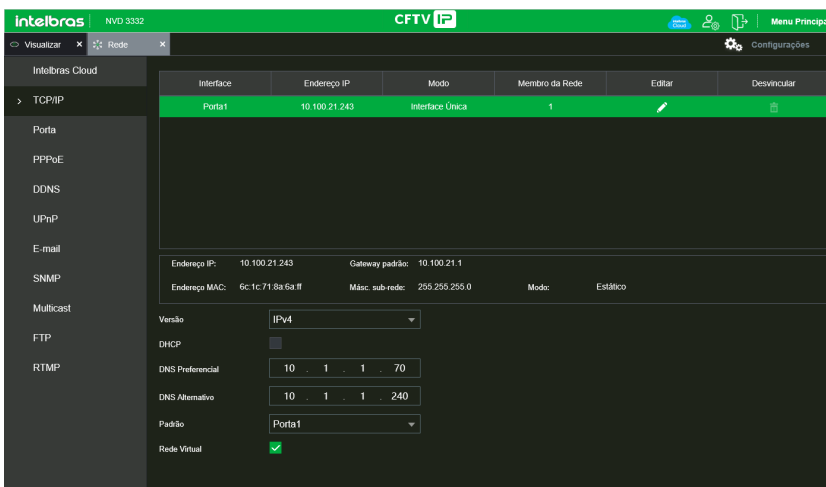 intelbras NVD 3332 CFTV IP Intelbras Cloud Menu Principa
Visualizar x Rede x Configurações
Intelbras Cloud
TCP/IP
Porta
PPPoE
DDNS
UPnP
E-mail
SNMP
Multicast
FTP
RTMP
Interface Endereço IP Modo Membro da Rede Editar Desvincular
Porta1 10.100.21.243 Interface Única 1
Endereço IP: 10.100.21.243 Gateway padrão: 10.100.21.1
Endereço MAC: 6c:1c:71:8a:6a:ff Másc. sub-rede: 255.255.255.0 Modo: Estático
Versão IPv4
DHCP
DNS Preferencial 10 . 1 . 1 . 70
DNS Alternativo 10 . 1 . 1 . 240
Padrão Porta1
Rede Virtual